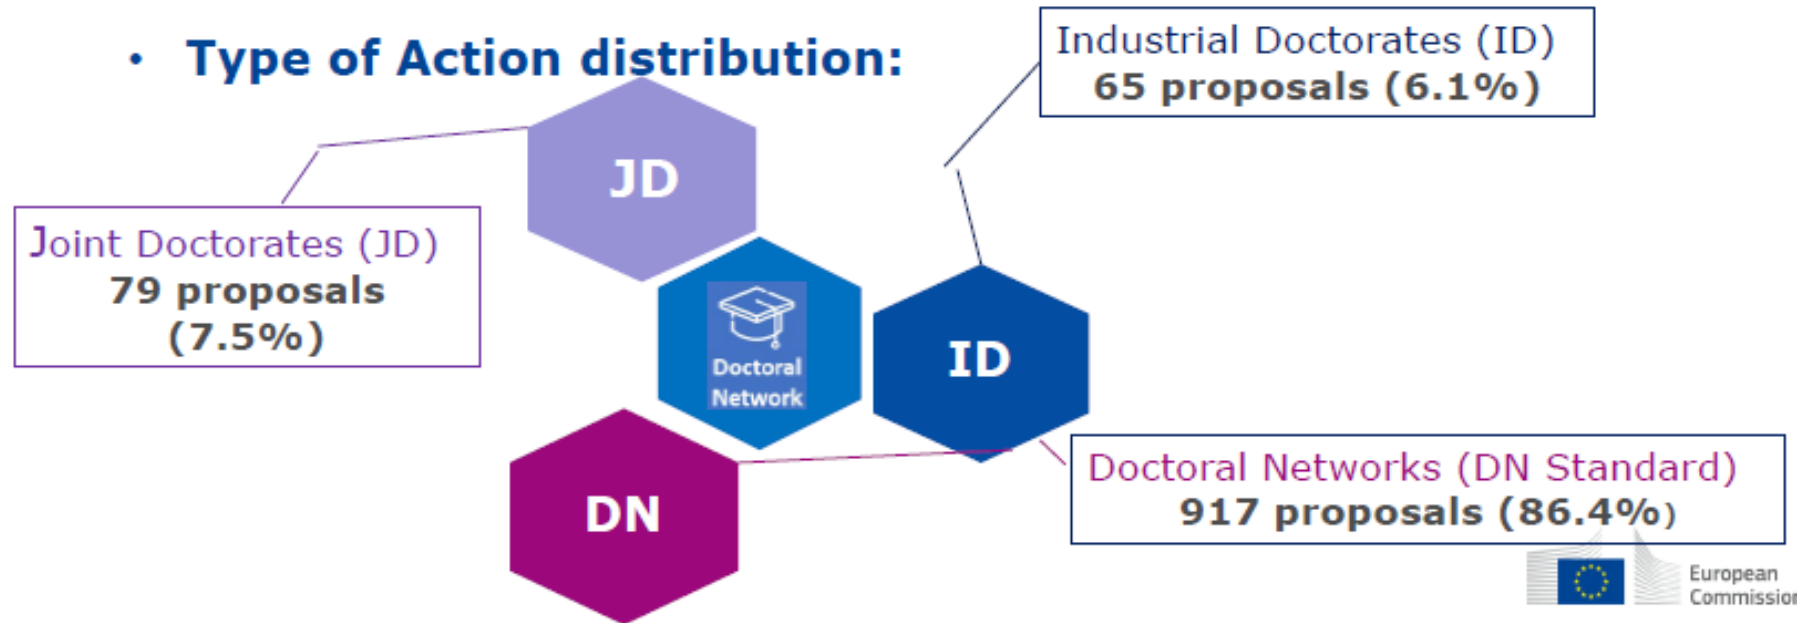 • Type of Action distribution:
Industrial Doctorates (ID)
65 proposals (6.1%)
JD
Joint Doctorates (JD)
79 proposals
(7.5%)
Doctoral
Network
ID
DN
Doctoral Networks (DN Standard)
917 proposals (86.4%)
European
Commission